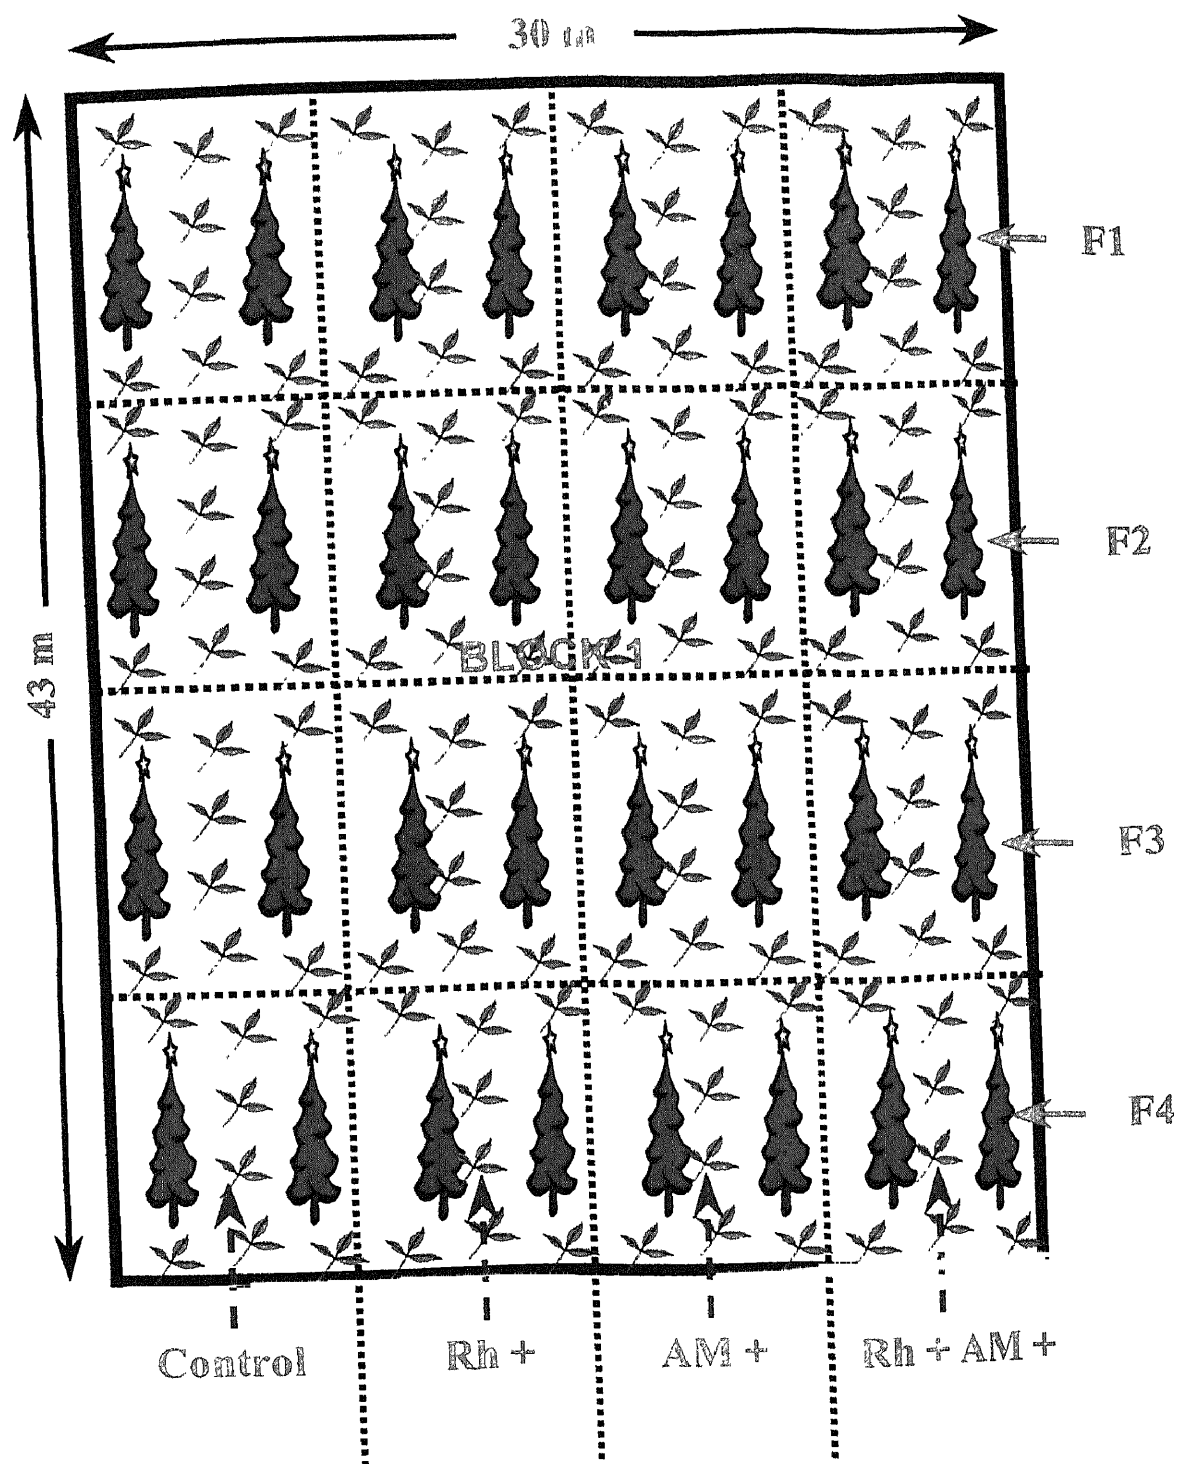 30 m
F1
F2
BLOCK 1
43 m
F3
F4
Control
Rh +
AM +
Rh + AM +